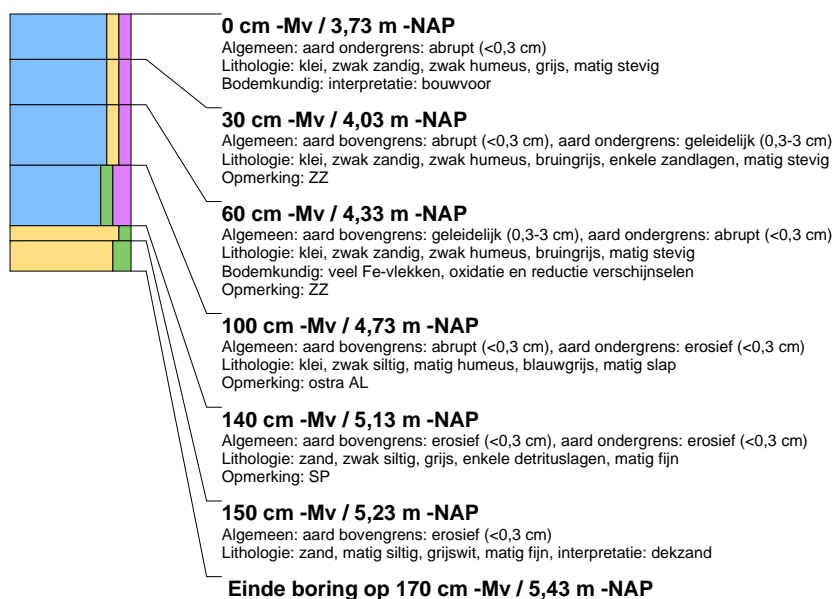 0 cm -Mv / 3,73 m -NAP
Algemeen: aard ondergrens: abrupt (<0,3 cm)
Lithologie: klei, zwak zandig, zwak humeus, grijs, matig stevig
Bodemkundig: interpretatie: bouwvoor
30 cm -Mv / 4,03 m -NAP
Algemeen: aard bovengrens: abrupt (<0,3 cm), aard ondergrens: geleidelijk (0,3-3 cm)
Lithologie: klei, zwak zandig, zwak humeus, bruingrijs, enkele zandlagen, matig stevig
Opmerking: ZZ
60 cm -Mv / 4,33 m -NAP
Algemeen: aard bovengrens: geleidelijk (0,3-3 cm), aard ondergrens: abrupt (<0,3 cm)
Lithologie: klei, zwak zandig, zwak humeus, bruingrijs, matig stevig
Bodemkundig: veel Fe-vlekken, oxidatie en reductie verschijnselen
Opmerking: ZZ
100 cm -Mv / 4,73 m -NAP
Algemeen: aard bovengrens: abrupt (<0,3 cm), aard ondergrens: erosief (<0,3 cm)
Lithologie: klei, zwak siltig, matig humeus, blauwgrijs, matig slap
Opmerking: ostra AL
140 cm -Mv / 5,13 m -NAP
Algemeen: aard bovengrens: erosief (<0,3 cm), aard ondergrens: erosief (<0,3 cm)
Lithologie: zand, zwak siltig, grijs, enkele detrituslagen, matig fijn
Opmerking: SP
150 cm -Mv / 5,23 m -NAP
Algemeen: aard bovengrens: erosief (<0,3 cm)
Lithologie: zand, matig siltig, grijswit, matig fijn, interpretatie: dekzand
Einde boring op 170 cm -Mv / 5,43 m -NAP